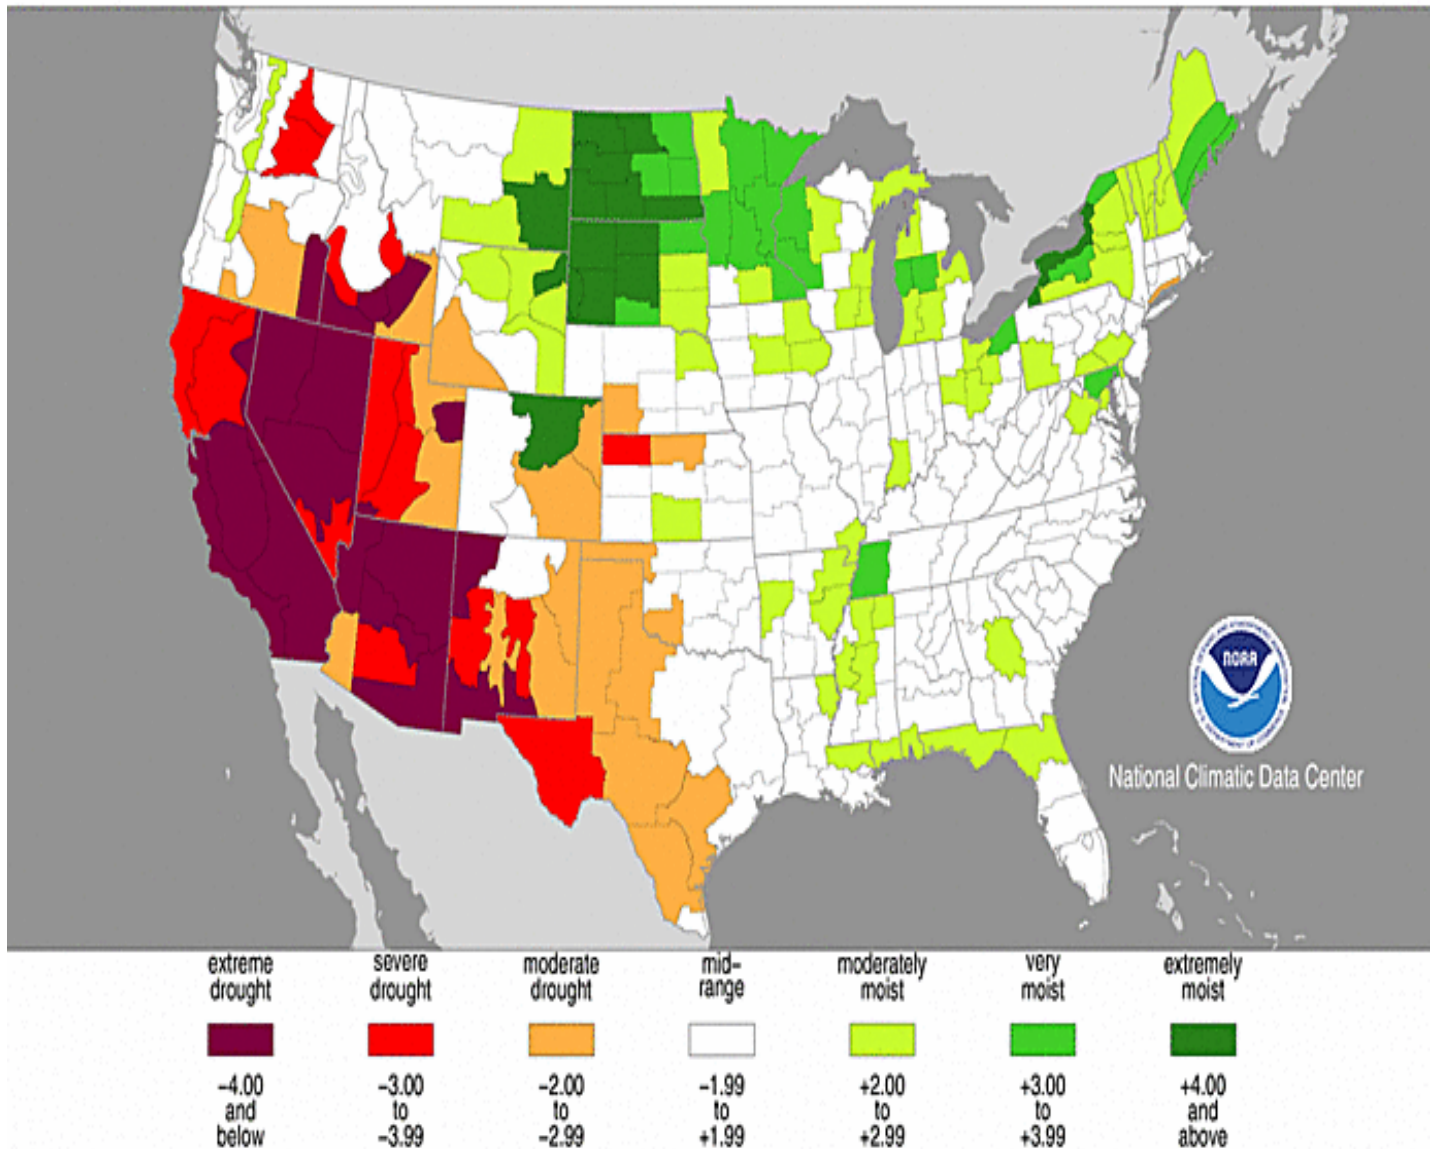 NOAA
National Climatic Data Center
extreme drought
severe drought
moderate drought
mid-range
moderately moist
very moist
extremely moist
-4.00 and below
-3.00 to -3.99
-2.00 to -2.99
-1.99 to +1.99
+2.00 to +2.99
+3.00 to +3.99
+4.00 and above